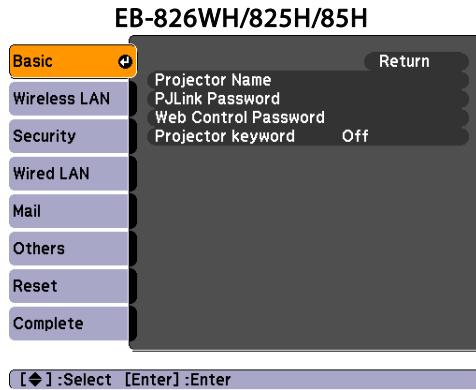 EB-826WH/825H/85H
Basic
Return
Projector Name
Wireless LAN
PJLink Password
Web Control Password
Security
Projector keyword Off
Wired LAN
Mail
Others
Reset
Complete
[◆] :Select [Enter] :Enter